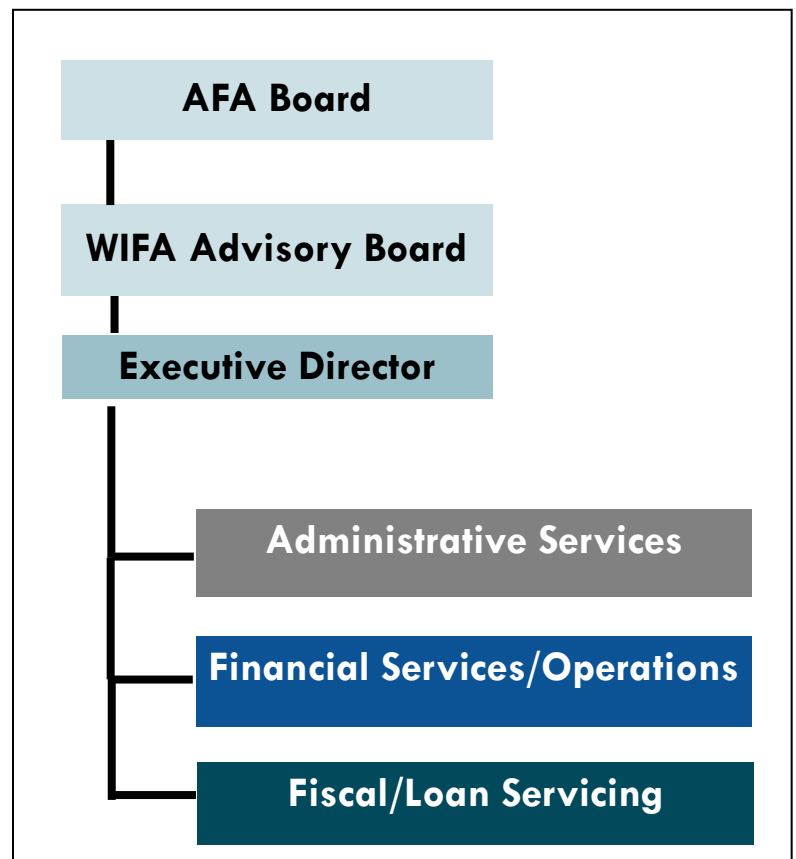 AFA Board
WIFA Advisory Board
Executive Director
Administrative Services
Financial Services/Operations
Fiscal/Loan Servicing